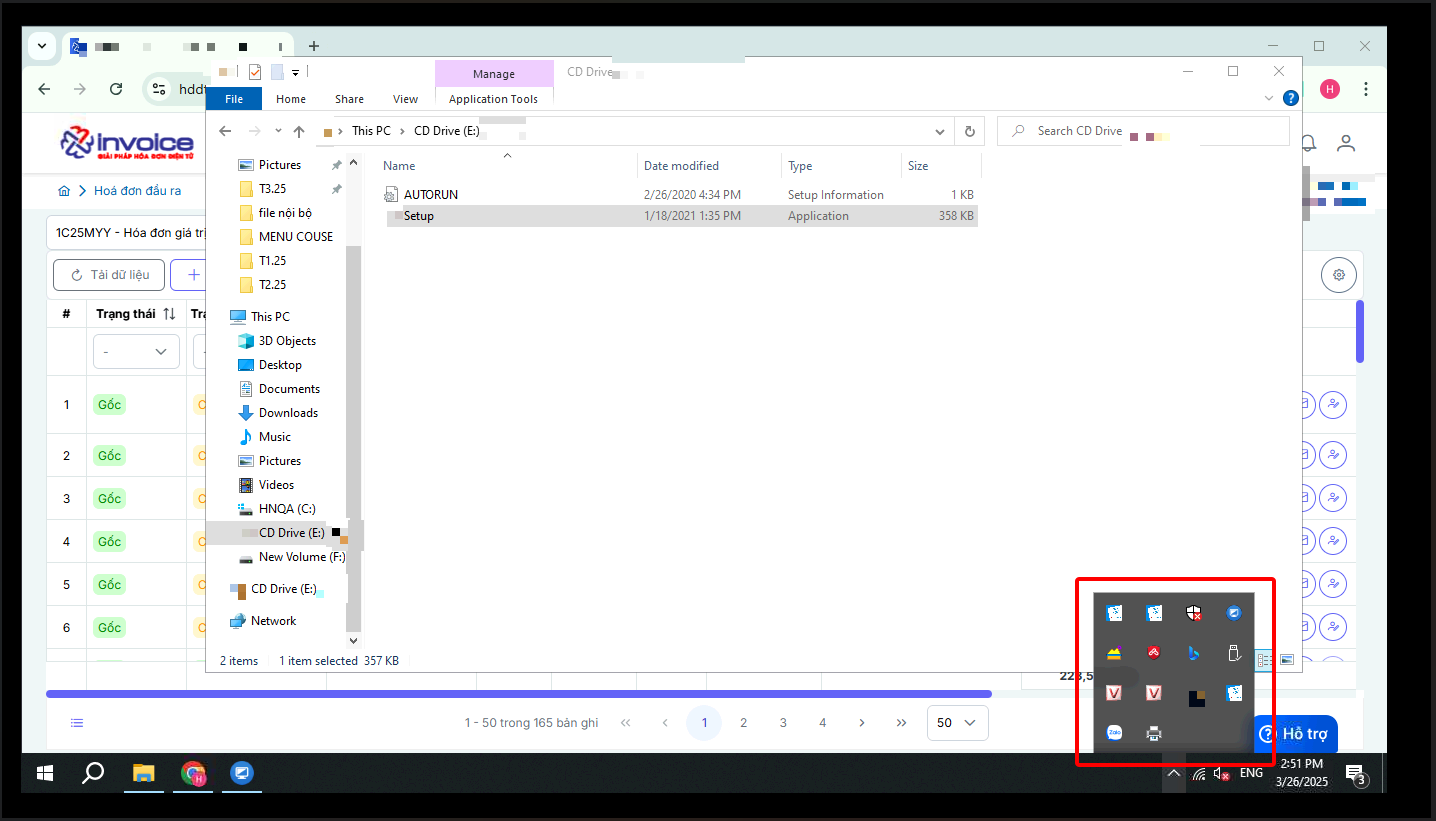 Manage
CD Drive
hddt
File
Home
Share
View
Application Tools
?
H
invoice
GIẢI PHÁP HÓA ĐƠN ĐIỆN TỬ
This PC
CD Drive (E:)
Search CD Drive
Hoá đơn đầu ra
1C25MYY - Hóa đơn giá trị
Tải dữ liệu
# Trạng thái
-
1 Gốc
2 Gốc
3 Gốc
4 Gốc
5 Gốc
6 Gốc
Pictures
T3.25
file nội bộ
MENU COUSE
T1.25
T2.25
This PC
3D Objects
Desktop
Documents
Downloads
Music
Pictures
Videos
HNQA (C:)
CD Drive (E:)
New Volume (F:)
CD Drive (E:)
Network
Name Date modified Type Size
AUTORUN 2/26/2020 4:34 PM Setup Information 1 KB
Setup 1/18/2021 1:35 PM Application 358 KB
2 items 1 item selected 357 KB
V V
Zalo
1 - 50 trong 165 bản ghi
1 2 3 4
50
Hỗ trợ
ENG
2:51 PM
3/26/2025
3